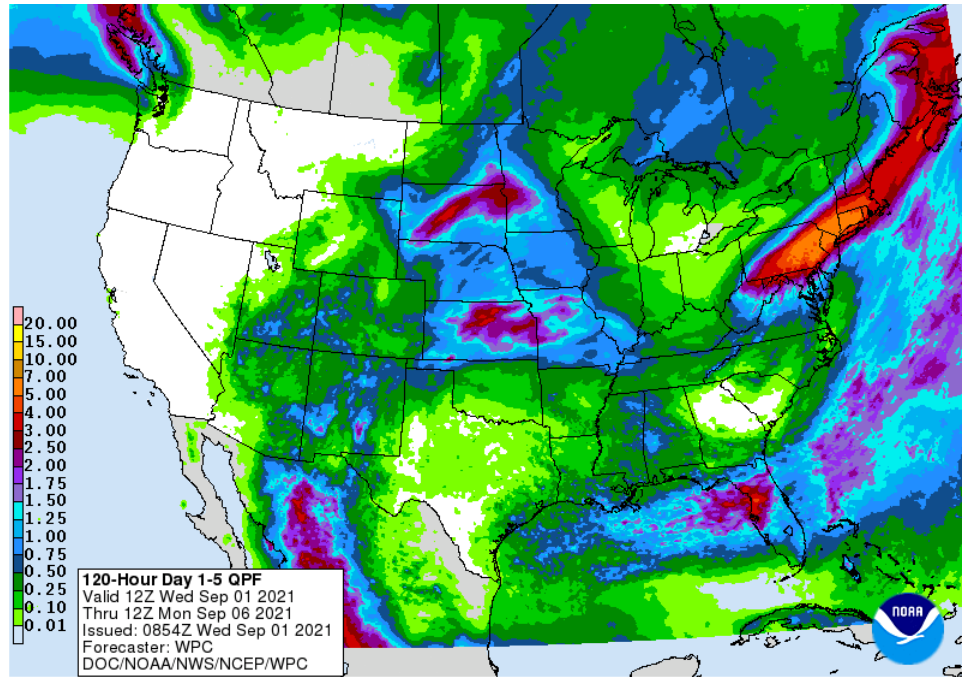 20.00
15.00
10.00
7.00
5.00
4.00
3.00
2.50
2.00
1.75
1.50
1.25
1.00
0.75
0.50
0.25
0.10
0.01
120-Hour Day 1-5 QPF
Valid 12Z Wed Sep 01 2021
Thru 12Z Mon Sep 06 2021
Issued: 0854Z Wed Sep 01 2021
Forecaster: WPC
DOC/NOAA/NWS/NCEP/WPC
NOAA